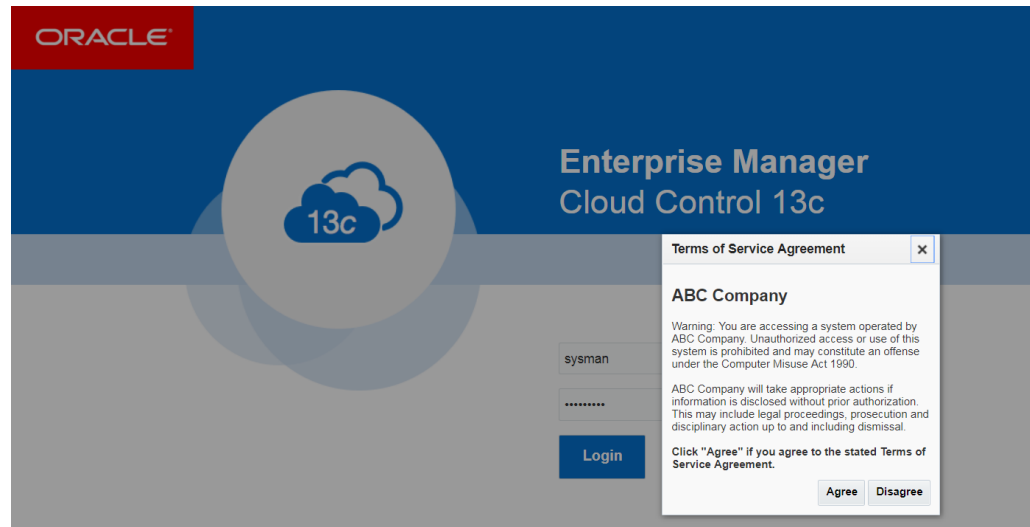 ORACLE®
13c
Enterprise Manager
Cloud Control 13c
Terms of Service Agreement
ABC Company
Warning: You are accessing a system operated by
ABC Company. Unauthorized access or use of this
system is prohibited and may constitute an offense
under the Computer Misuse Act 1990.
ABC Company will take appropriate actions if
information is disclosed without prior authorization.
This may include legal proceedings, prosecution and
disciplinary action up to and including dismissal.
Click "Agree" if you agree to the stated Terms of
Service Agreement.
Agree Disagree
sysman
•••••••••
Login